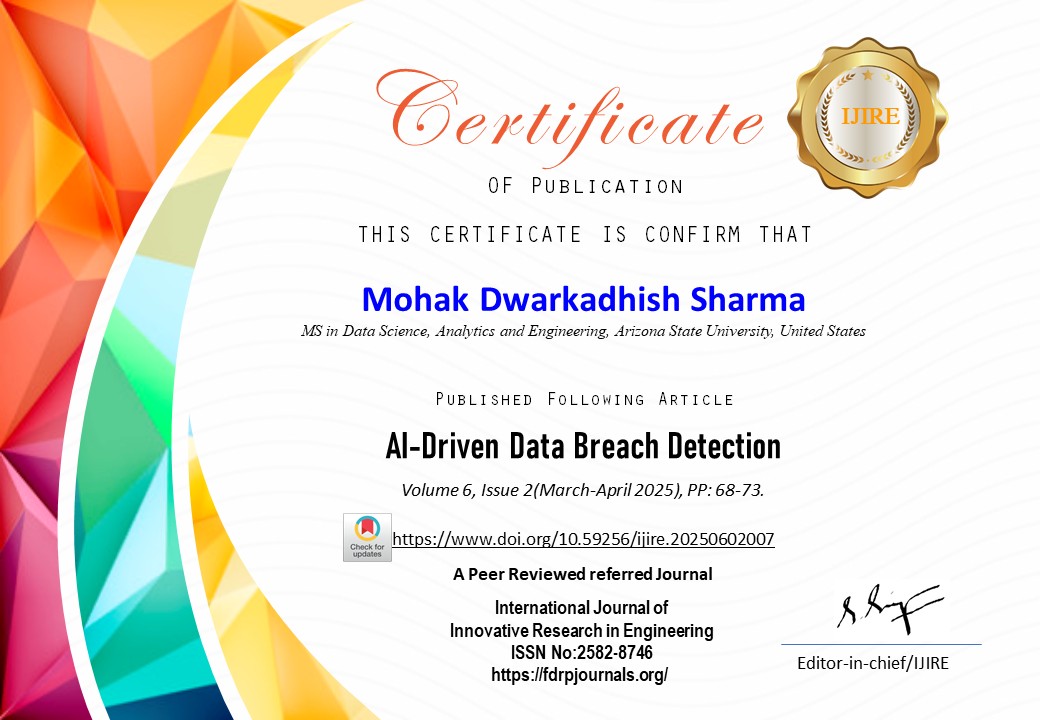 Certificate
IJIRE
OF PUBLICATION
THIS CERTIFICATE IS CONFIRM THAT
Mohak Dwarkadhish Sharma
MS in Data Science, Analytics and Engineering, Arizona State University, United States
PUBLISHED FOLLOWING ARTICLE
AI-Driven Data Breach Detection
Volume 6, Issue 2(March-April 2025), PP: 68-73.
Check for
updates
https://www.doi.org/10.59256/ijire.20250602007
A Peer Reviewed referred Journal
International Journal of
Innovative Research in Engineering
ISSN No:2582-8746
https://fdrpjournals.org/
Editor-in-chief/IJIRE